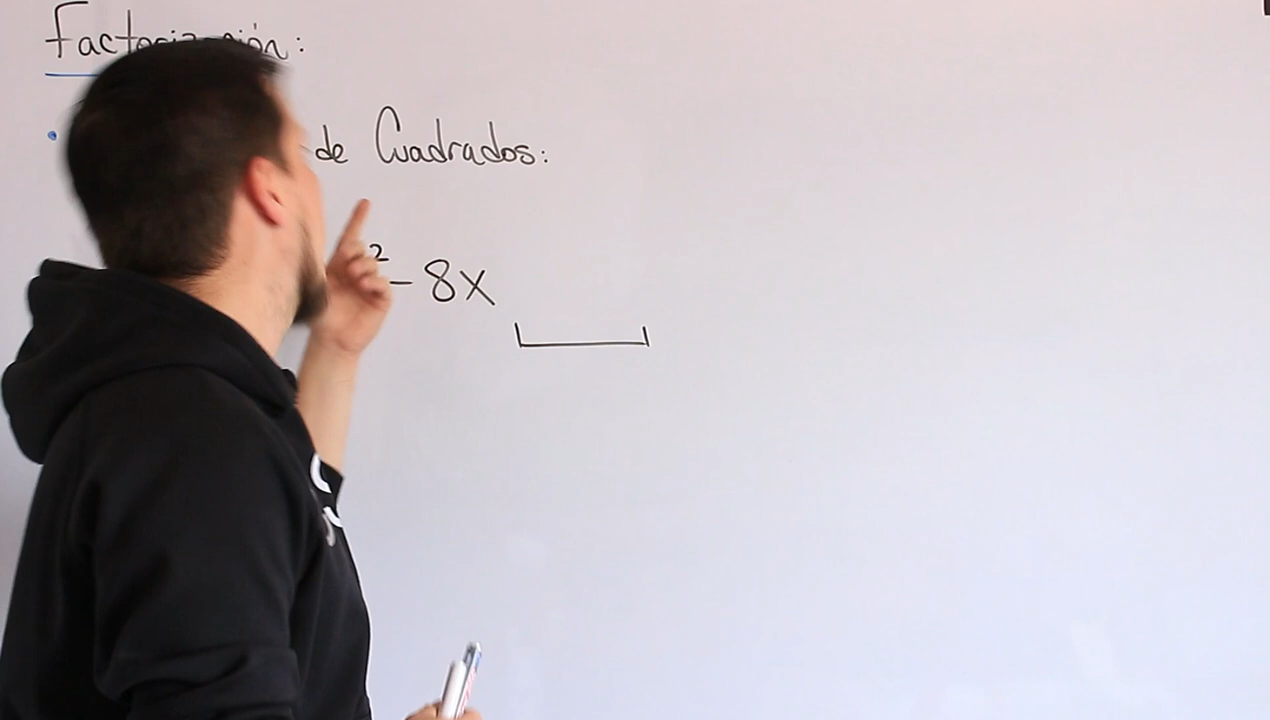 Factorización:
de Cuadrados:
² - 8x